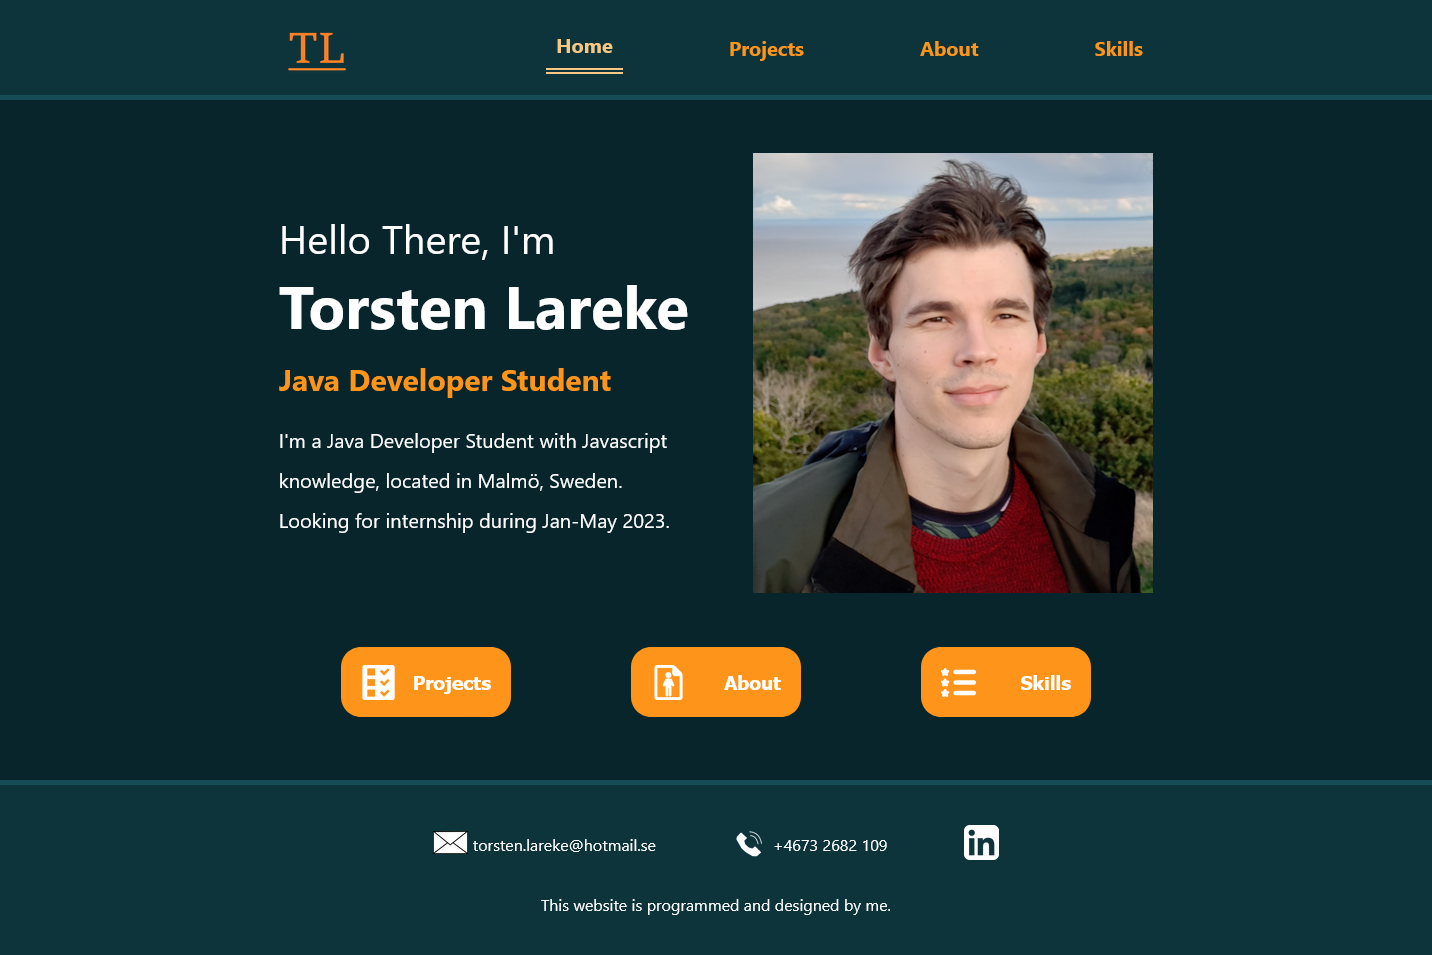 TL
Home
Projects
About
Skills
Hello There, I'm
Torsten Lareke
Java Developer Student
I'm a Java Developer Student with Javascript
knowledge, located in Malmö, Sweden.
Looking for internship during Jan-May 2023.
Projects
About
Skills
torsten.lareke@hotmail.se
+4673 2682 109
in
This website is programmed and designed by me.